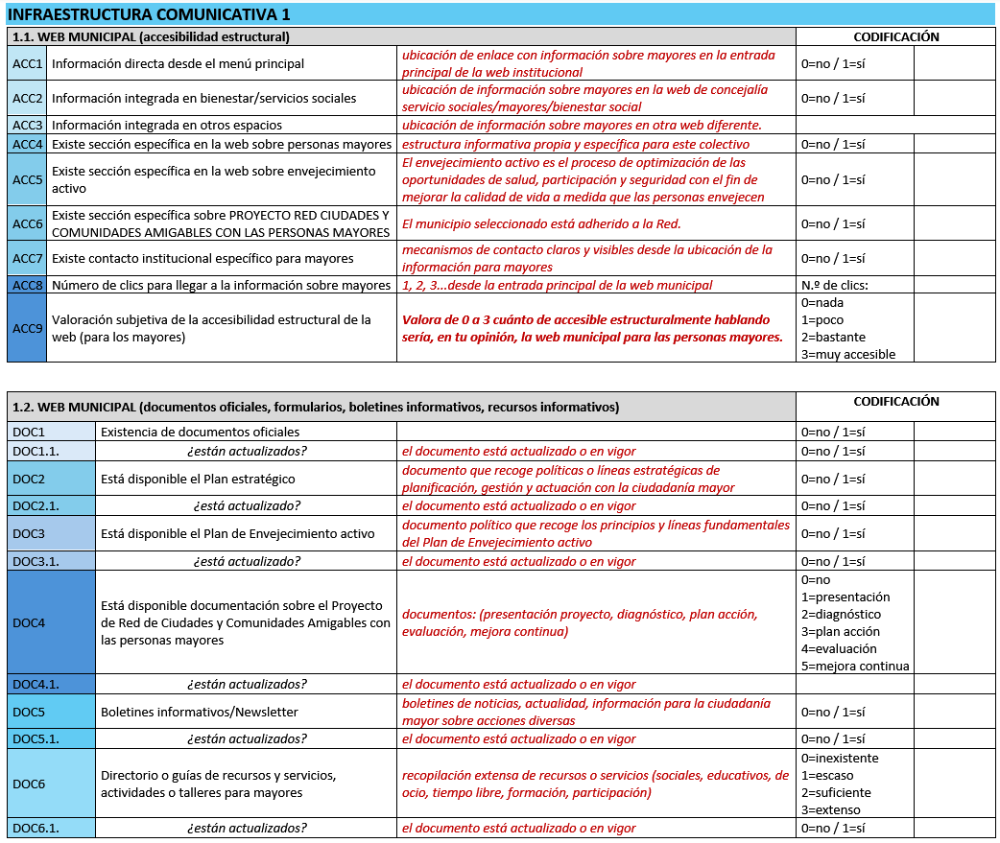 INFRAESTRUCTURA COMUNICATIVA 1
1.1. WEB MUNICIPAL (accesibilidad estructural)
CODIFICACIÓN
ACC1
Información directa desde el menú principal
ubicación de enlace con información sobre mayores en la entrada
principal de la web institucional
0=no / 1=sí
ACC2
Información integrada en bienestar/servicios sociales
ubicación de información sobre mayores en la web de concejalía
servicio sociales/mayores/bienestar social
0=no / 1=sí
ACC3
Información integrada en otros espacios
ubicación de información sobre mayores en otra web diferente.
ACC4
Existe sección específica en la web sobre personas mayores
estructura informativa propia y específica para este colectivo
0=no / 1=sí
ACC5
Existe sección específica en la web sobre envejecimiento
activo
El envejecimiento activo es el proceso de optimización de las
oportunidades de salud, participación y seguridad con el fin de
mejorar la calidad de vida a medida que las personas envejecen
0=no / 1=sí
ACC6
Existe sección específica sobre PROYECTO RED CIUDADES Y
COMUNIDADES AMIGABLES CON LAS PERSONAS MAYORES
El municipio seleccionado está adherido a la Red.
0=no / 1=sí
ACC7
Existe contacto institucional específico para mayores
mecanismos de contacto claros y visibles desde la ubicación de la
información para mayores
0=no / 1=sí
ACC8
Número de clics para llegar a la información sobre mayores
1, 2, 3...desde la entrada principal de la web municipal
N.º de clics:
ACC9
Valoración subjetiva de la accesibilidad estructural de la
web (para los mayores)
Valora de 0 a 3 cuánto de accesible estructuralmente hablando
sería, en tu opinión, la web municipal para las personas mayores.
0=nada
1=poco
2=bastante
3=muy accesible
1.2. WEB MUNICIPAL (documentos oficiales, formularios, boletines informativos, recursos informativos)
CODIFICACIÓN
DOC1
Existencia de documentos oficiales
0=no / 1=sí
DOC1.1.
¿están actualizados?
el documento está actualizado o en vigor
0=no / 1=sí
DOC2
Está disponible el Plan estratégico
documento que recoge políticas o líneas estratégicas de
planificación, gestión y actuación con la ciudadanía mayor
0=no / 1=sí
DOC2.1.
¿está actualizado?
el documento está actualizado o en vigor
0=no / 1=sí
DOC3
Está disponible el Plan de Envejecimiento activo
documento político que recoge los principios y líneas fundamentales
del Plan de Envejecimiento activo
0=no / 1=sí
DOC3.1.
¿está actualizado?
el documento está actualizado o en vigor
0=no / 1=sí
DOC4
Está disponible documentación sobre el Proyecto
de Red de Ciudades y Comunidades Amigables con
las personas mayores
documentos: (presentación proyecto, diagnóstico, plan acción,
evaluación, mejora continua)
0=no
1=presentación
2=diagnóstico
3=plan acción
4=evaluación
5=mejora continua
DOC4.1.
¿están actualizados?
el documento está actualizado o en vigor
DOC5
Boletines informativos/Newsletter
boletines de noticias, actualidad, información para la ciudadanía
mayor sobre acciones diversas
0=no / 1=sí
DOC5.1.
¿están actualizados?
el documento está actualizado o en vigor
0=no / 1=sí
DOC6
Directorio o guías de recursos y servicios,
actividades o talleres para mayores
recopilación extensa de recursos o servicios (sociales, educativos, de
ocio, tiempo libre, formación, participación)
0=inexistente
1=escaso
2=suficiente
3=extenso
DOC6.1.
¿están actualizados?
el documento está actualizado o en vigor
0=no / 1=sí